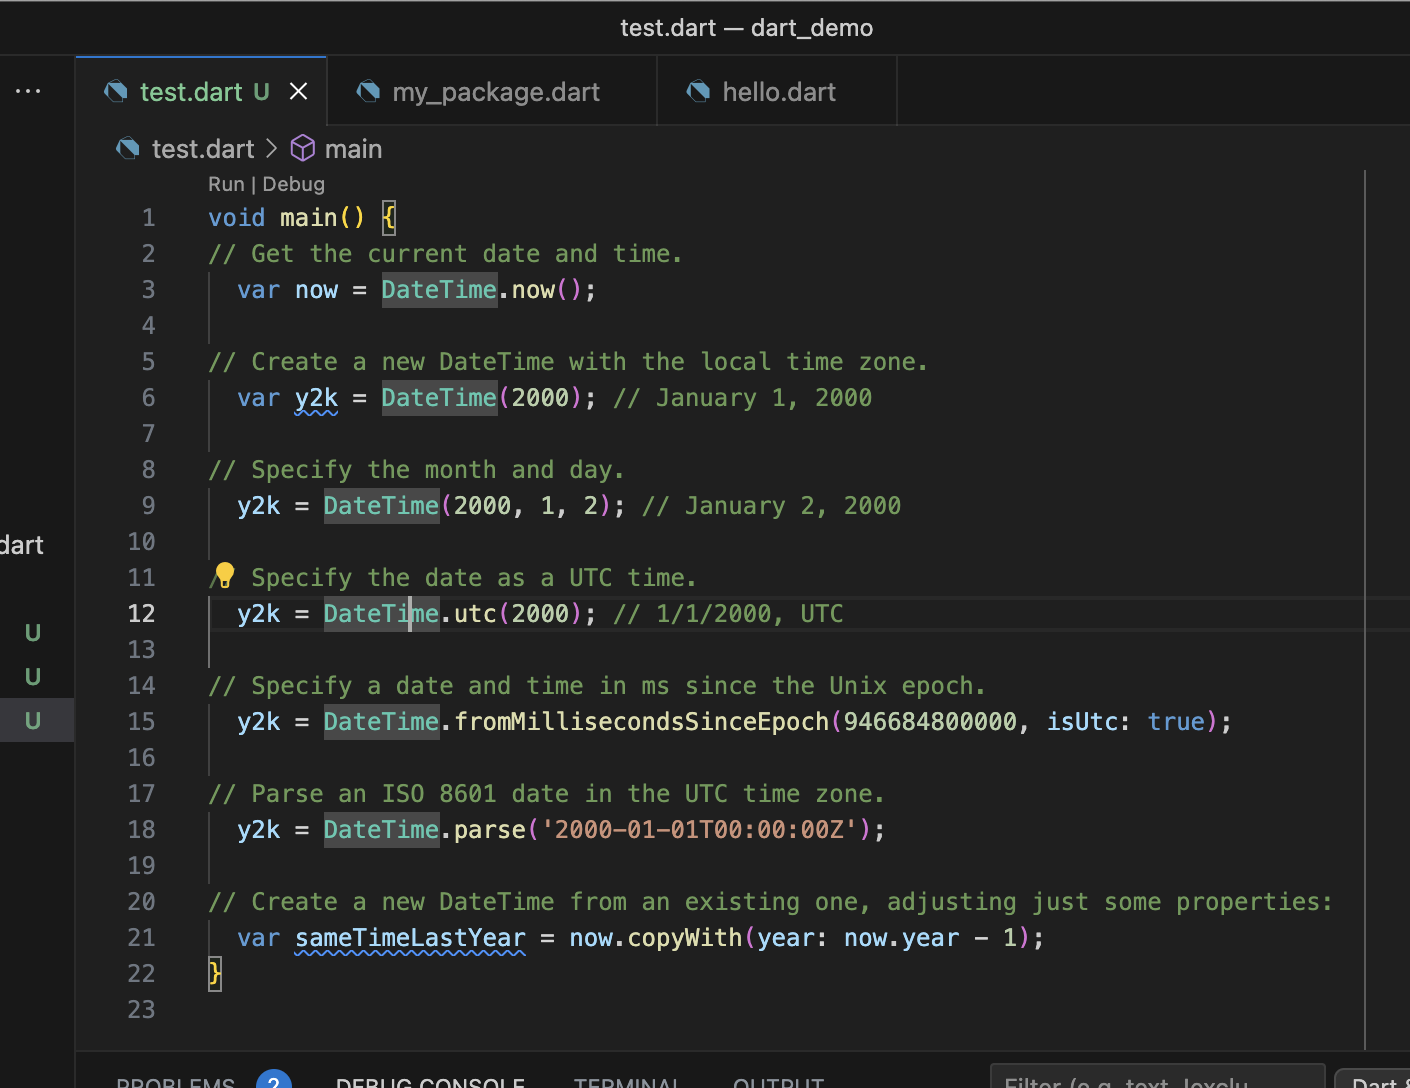 test.dart — dart_demo
...
test.dart U
my_package.dart
hello.dart
test.dart > main
Run | Debug
1 void main() {
2 // Get the current date and time.
3 var now = DateTime.now();
4
5 // Create a new DateTime with the local time zone.
6 var y2k = DateTime(2000); // January 1, 2000
7
8 // Specify the month and day.
9 y2k = DateTime(2000, 1, 2); // January 2, 2000
10
dart
11 / Specify the date as a UTC time.
12 y2k = DateTime.utc(2000); // 1/1/2000, UTC
U
13
U
14 // Specify a date and time in ms since the Unix epoch.
15 y2k = DateTime.fromMillisecondsSinceEpoch(946684800000, isUtc: true);
U
16
17 // Parse an ISO 8601 date in the UTC time zone.
18 y2k = DateTime.parse('2000-01-01T00:00:00Z');
19
20 // Create a new DateTime from an existing one, adjusting just some properties:
21 var sameTimeLastYear = now.copyWith(year: now.year - 1);
22 }
23
PROBLEMS 2 DEBUG CONSOLE TERMINAL OUTPUT Filter (e.g. text, !exclu Dart